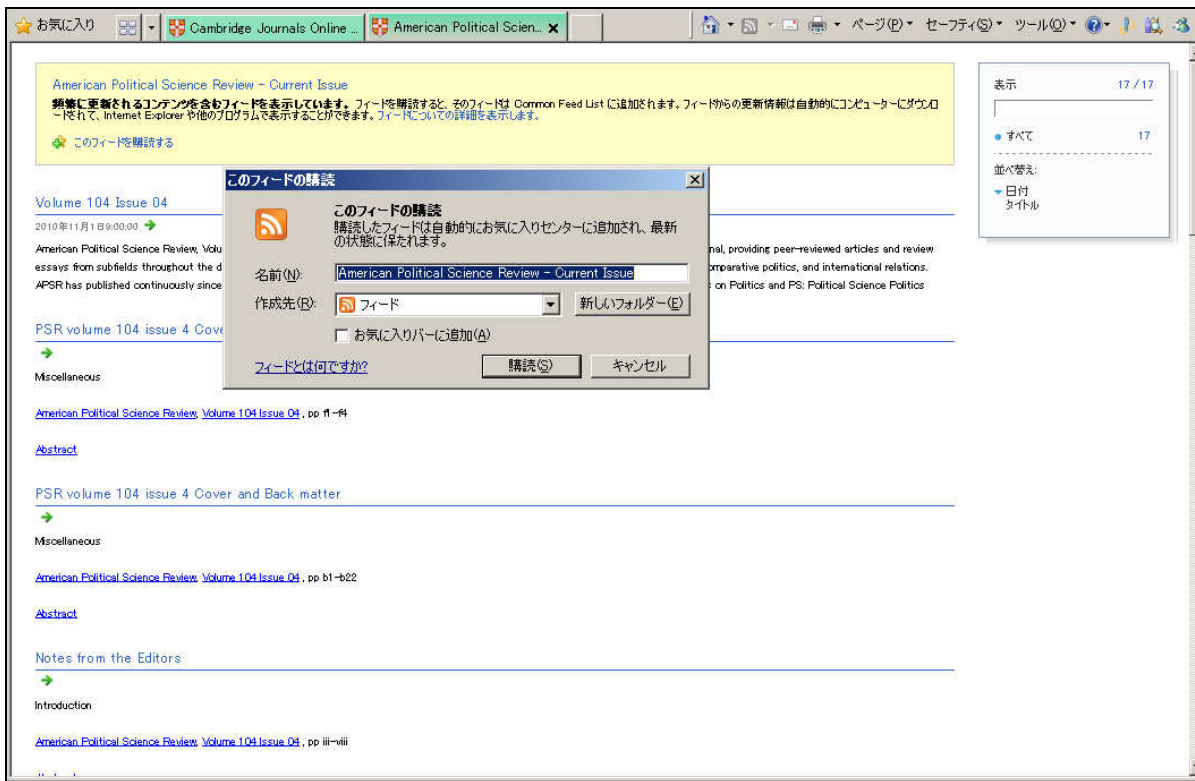 お気に入り
Cambridge Journals Online ...
American Political Scien...
ページ(P)
セーフティ(S)
ツール(O)
American Political Science Review - Current Issue
頻繁に更新されるコンテンツを含むフィードを表示しています。フィードを購読すると、そのフィードは Common Feed List に追加されます。フィードからの更新情報は自動的にコンピューターにダウンロ
ードされて、Internet Explorer や他のプログラムで表示することができます。フィードについての詳細を表示します。
このフィードを購読する
表示 17 / 17
すべて 17
並べ替え:
日付
タイトル
Volume 104 Issue 04
2010年11月1日9:00:00
American Political Science Review, Volu
nal, providing peer-reviewed articles and review
essays from subfields throughout the d
omparative politics, and international relations.
APSR has published continuously since
s on Politics and PS: Political Science Politics
このフィードの購読
このフィードの購読
購読したフィードは自動的にお気に入りセンターに追加され、最新
の状態に保たれます。
名前(N):
American Political Science Review - Current Issue
作成先(R):
フィード
新しいフォルダー(E)
お気に入りバーに追加(A)
フィードとは何ですか?
購読(S)
キャンセル
PSR volume 104 issue 4 Cove
Miscellaneous
American Political Science Review, Volume 104 Issue 04 , pp f1-f4
Abstract
PSR volume 104 issue 4 Cover and Back matter
Miscellaneous
American Political Science Review, Volume 104 Issue 04 , pp b1-b22
Abstract
Notes from the Editors
Introduction
American Political Science Review, Volume 104 Issue 04 , pp iii-viii